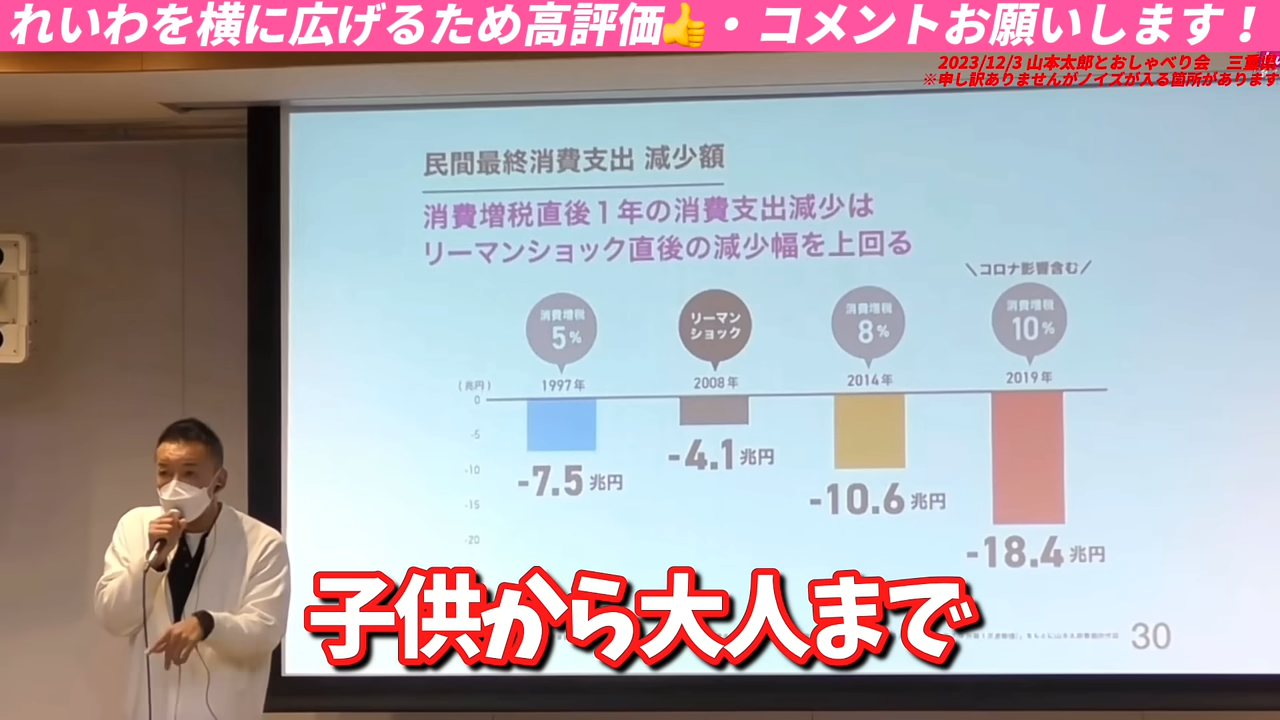 れいわを横に広げるため高評価👍・コメントお願いします！
2023/12/3 山本太郎とおしゃべり会　三重県
※申し訳ありませんがノイズが入る箇所があります
民間最終消費支出 減少額
消費増税直後1年の消費支出減少は
リーマンショック直後の減少幅を上回る
＼コロナ影響含む／
消費増税
5%
リーマン
ショック
消費増税
8%
消費増税
10%
(兆円)
1997年
2008年
2014年
2019年
0
-5
-10
-15
-20
-7.5兆円
-4.1兆円
-10.6兆円
-18.4兆円
子供から大人まで
30